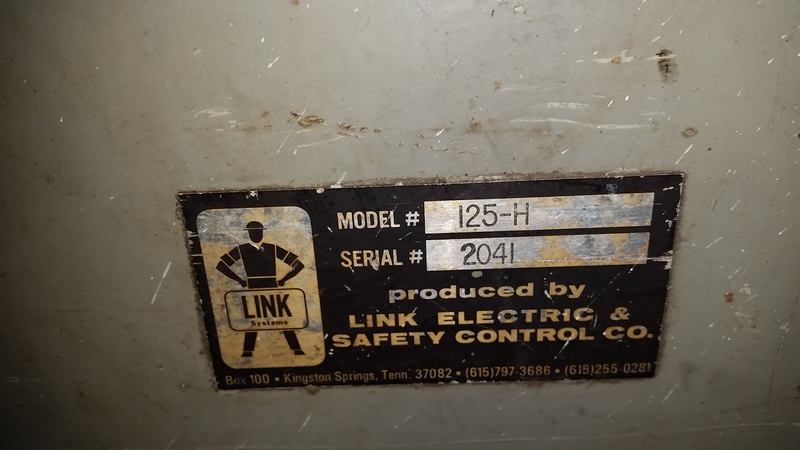 MODEL # 125-H
SERIAL # 2041
LINK
Systems
produced by
LINK ELECTRIC &
SAFETY CONTROL CO.
Box 100 • Kingston Springs, Tenn. 37082 • (615)797-3686 • (615)255-0281